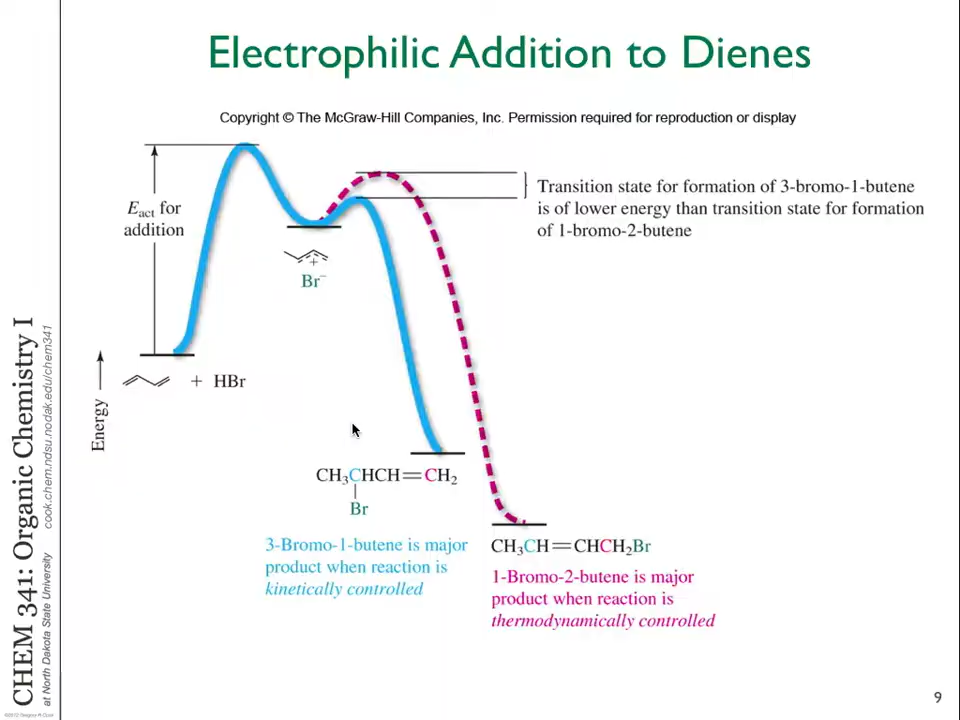 Electrophilic Addition to Dienes
Copyright © The McGraw-Hill Companies, Inc. Permission required for reproduction or display
Eact for
addition
Transition state for formation of 3-bromo-1-butene
is of lower energy than transition state for formation
of 1-bromo-2-butene
+
Br−
+ HBr
Energy
CH3CHCH=CH2
Br
3-Bromo-1-butene is major
product when reaction is
kinetically controlled
CH3CH=CHCH2Br
1-Bromo-2-butene is major
product when reaction is
thermodynamically controlled
CHEM 341: Organic Chemistry I
at North Dakota State University cook.chem.ndsu.nodak.edu/chem341
9